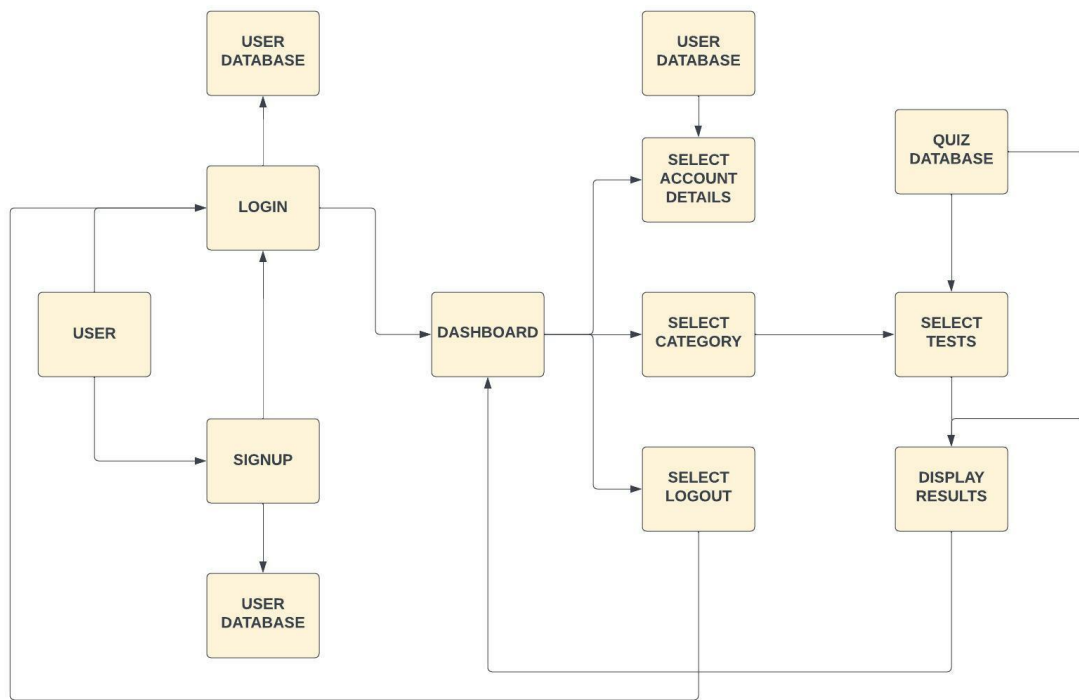 USER
DATABASE
USER
DATABASE
QUIZ
DATABASE
SELECT
ACCOUNT
DETAILS
LOGIN
USER
DASHBOARD
SELECT
CATEGORY
SELECT
TESTS
SIGNUP
SELECT
LOGOUT
DISPLAY
RESULTS
USER
DATABASE